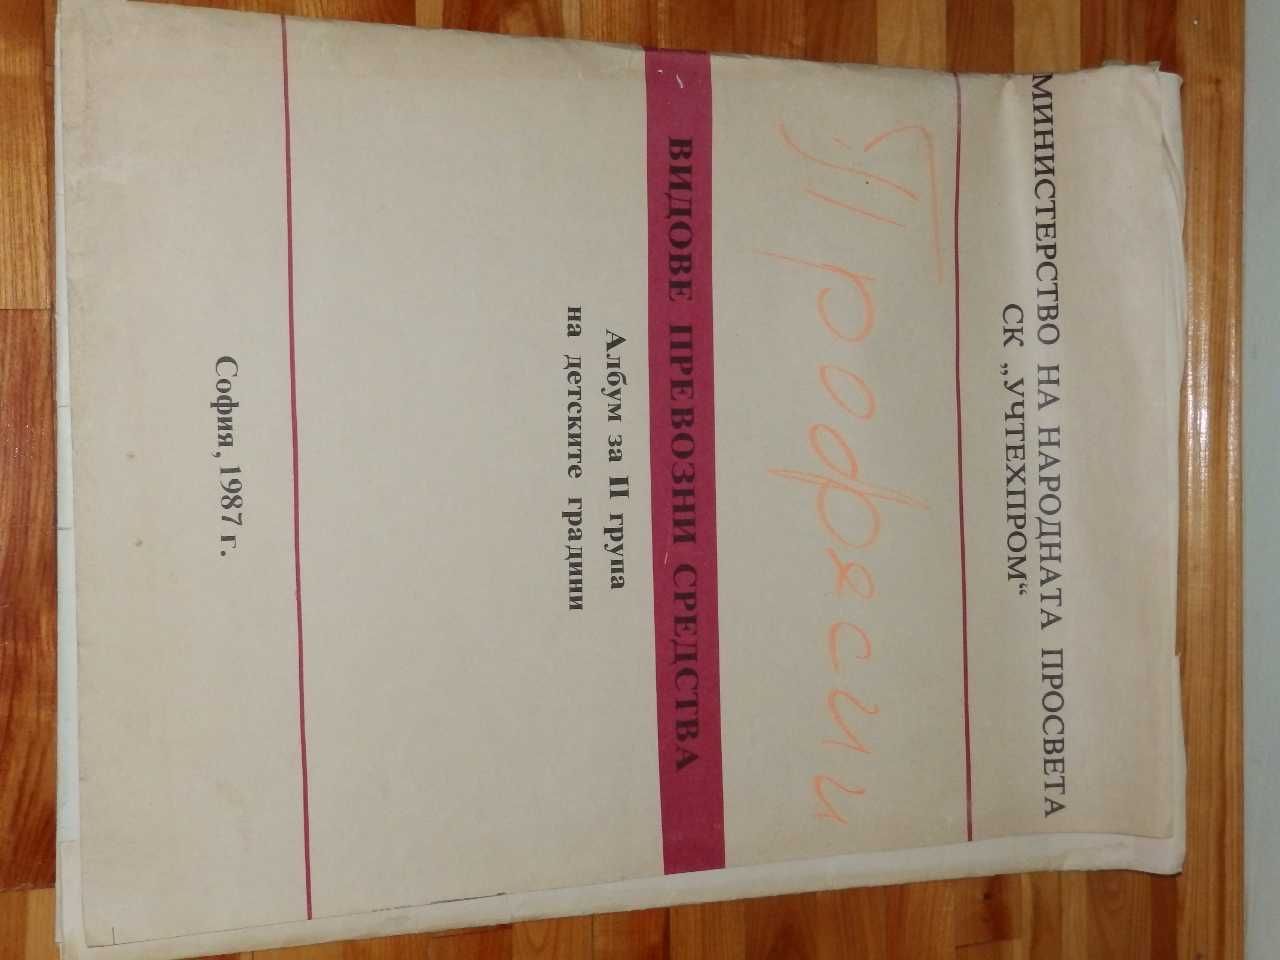 МИНИСТЕРСТВО НА НАРОДНАТА ПРОСВЕТА
СК „УЧТЕХПРОМ“
Професии
ВИДОВЕ ПРЕВОЗНИ СРЕДСТВА
Албум за II група
на детските градини
София, 1987 г.